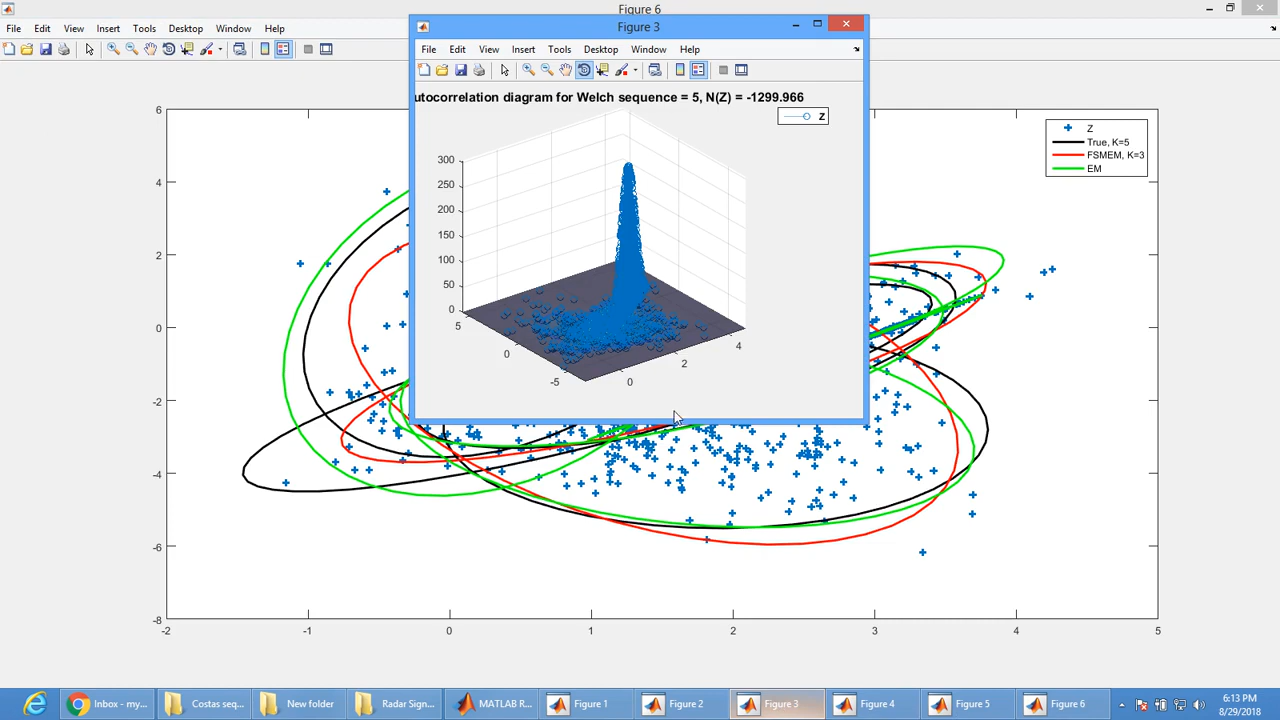 Figure 6
File Edit View Insert Tools Desktop Window Help
Figure 3
File Edit View Insert Tools Desktop Window Help
utocorrelation diagram for Welch sequence = 5, N(Z) = -1299.966
Z
300
250
200
150
100
50
0
5
0
-5
0
2
4
Z
True, K=5
FSMEM, K=3
EM
6
4
2
0
-2
-4
-6
-8
-2 -1 0 1 2 3 4 5
Inbox - my... Costas seq... New folder Radar Sign... MATLAB R... Figure 1 Figure 2 Figure 3 Figure 4 Figure 5 Figure 6
6:13 PM
8/29/2018